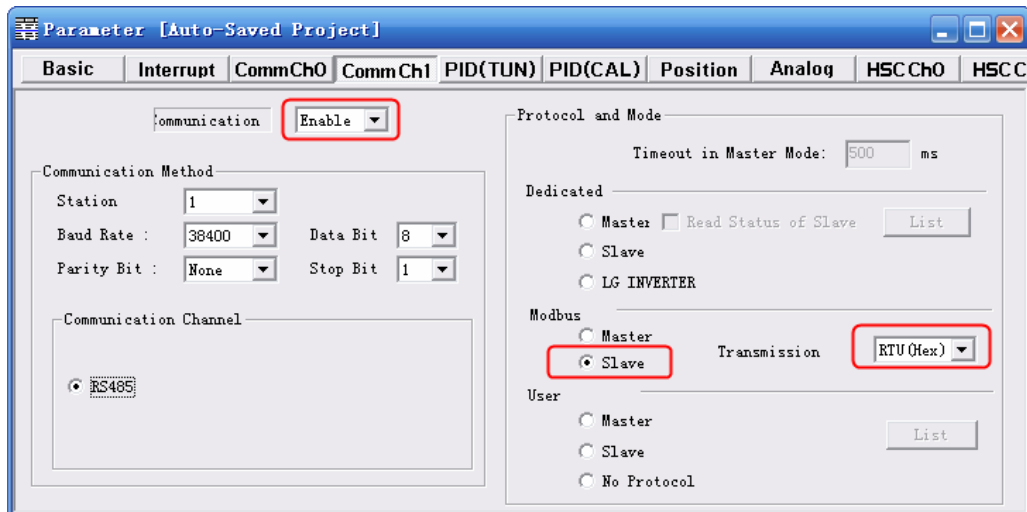 Parameter [Auto-Saved Project]
Basic Interrupt CommCh0 CommCh1 PID(TUN) PID(CAL) Position Analog HSCCh0 HSCC
ommunication Enable
Communication Method
Station 1
Baud Rate : 38400 Data Bit 8
Parity Bit : None Stop Bit 1
Communication Channel
RS485
Protocol and Mode
Timeout in Master Mode: 500 ms
Dedicated
Master Read Status of Slave List
Slave
LG INVERTER
Modbus
Master
Slave
Transmission RTU(Hex)
User
Master
Slave
No Protocol
List